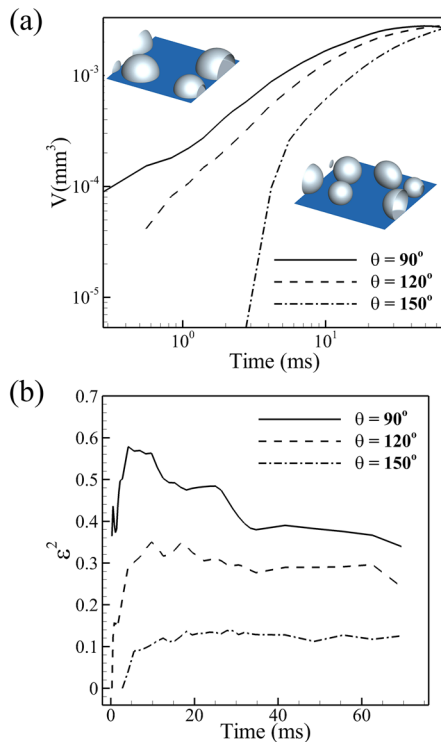 (a)
10⁻³
10⁻⁴
10⁻⁵
V(mm³)
θ = 90°
θ = 120°
θ = 150°
10⁰
10¹
Time (ms)
(b)
0.7
0.6
0.5
0.4
0.3
0.2
0.1
0
ε²
θ = 90°
θ = 120°
θ = 150°
0
20
40
60
Time (ms)